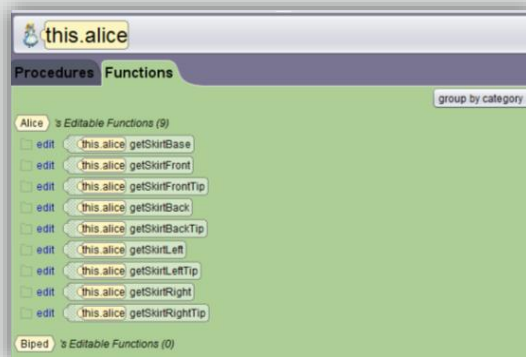 this.alice
Procedures Functions
group by category
Alice 's Editable Functions (9)
edit this.alice getSkirtBase
edit this.alice getSkirtFront
edit this.alice getSkirtFrontTip
edit this.alice getSkirtBack
edit this.alice getSkirtBackTip
edit this.alice getSkirtLeft
edit this.alice getSkirtLeftTip
edit this.alice getSkirtRight
edit this.alice getSkirtRightTip
Biped 's Editable Functions (0)